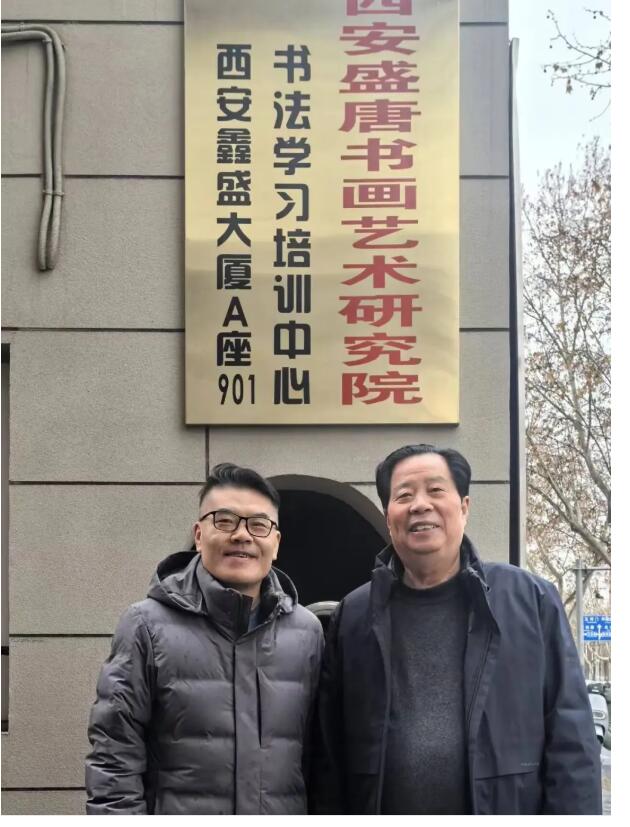 西安盛唐书画艺术研究院
书法学习培训中心
西安鑫盛大厦A座901